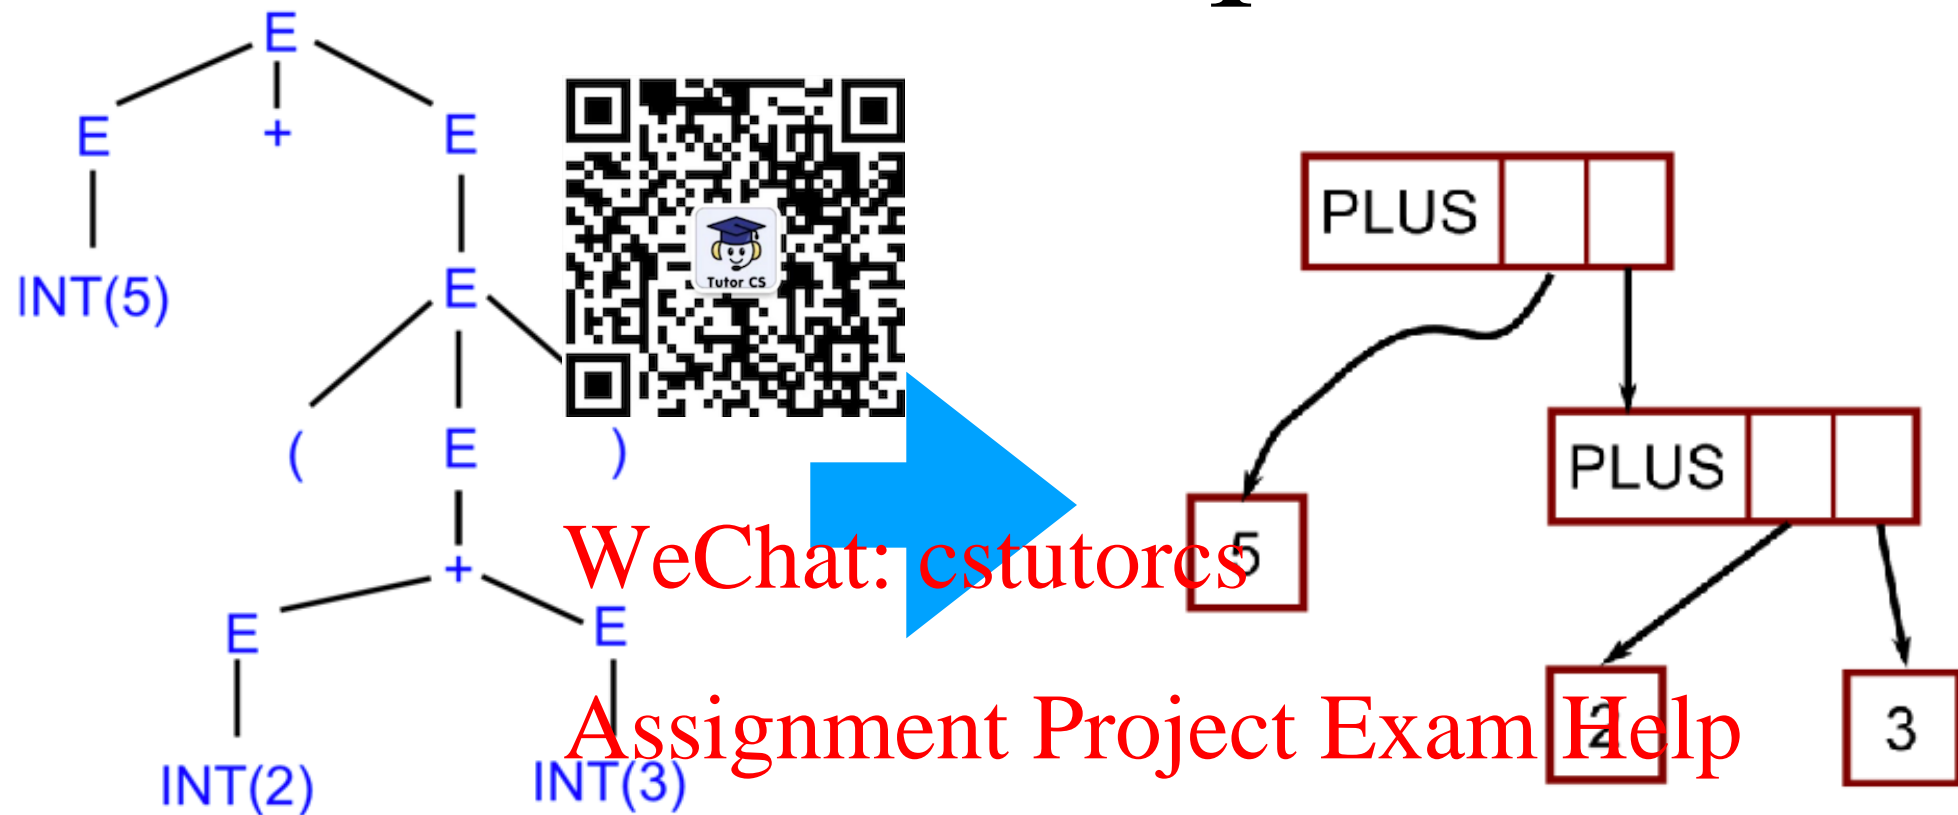 E
E + E
INT(5) E
( E )
+
E E
INT(2) INT(3)
Tutor CS
PLUS
PLUS
5
2 3
WeChat: cstutorcs
Assignment Project Exam Help